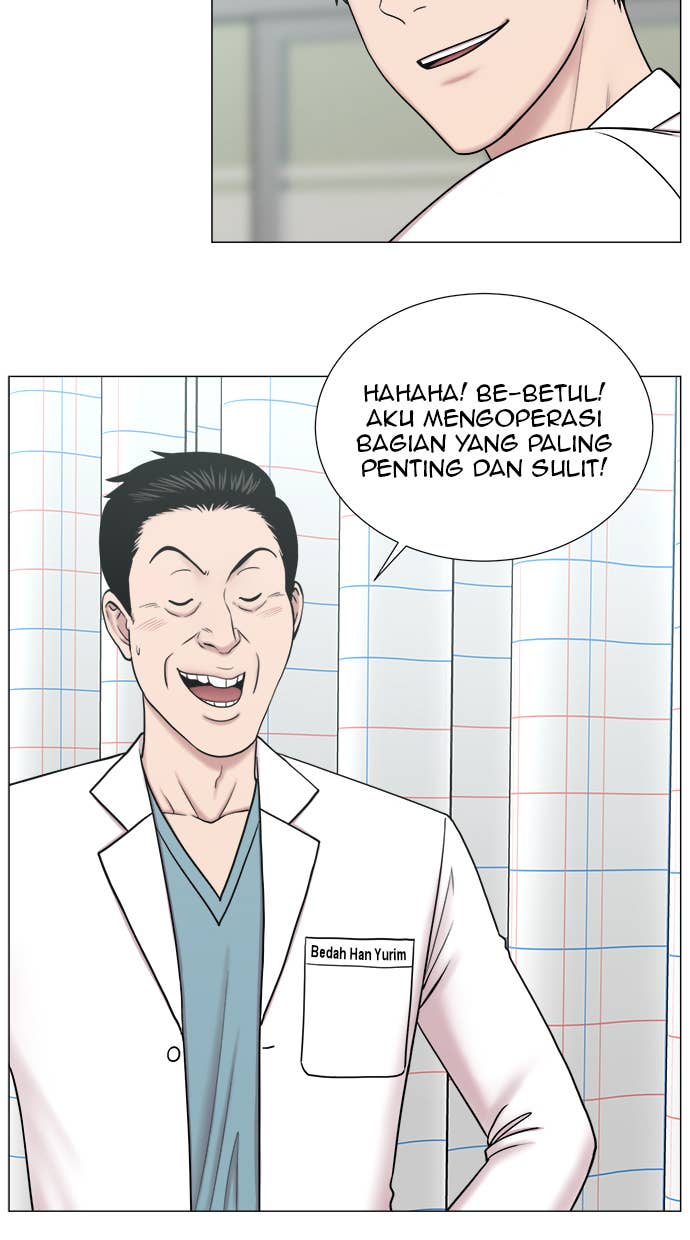 HAHAHA! BE-BETUL!
AKU MENGOPERASI
BAGIAN YANG PALING
PENTING DAN SULIT!
Bedah Han Yurim